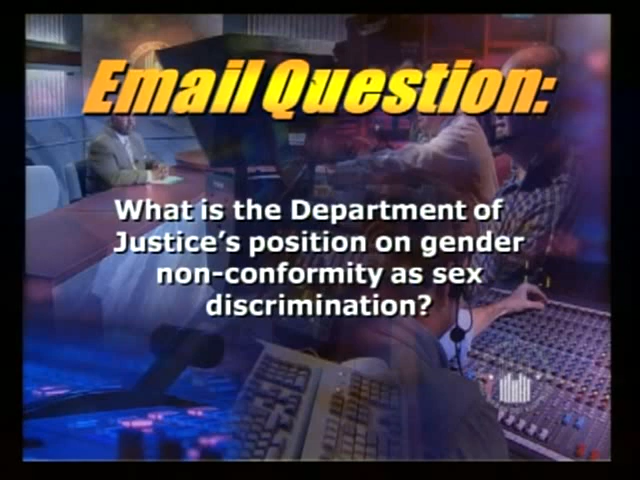 Email Question:
What is the Department of
Justice’s position on gender
non-conformity as sex
discrimination?